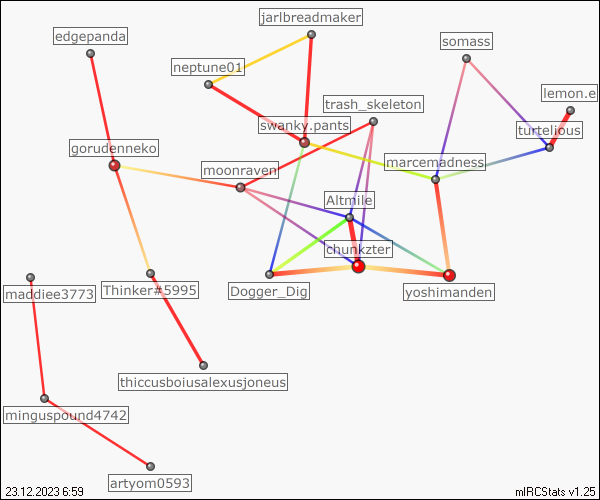 jarlbreadmaker
edgepanda
somass
neptune01
lemon.e
trash_skeleton
swanky.pants
turtelious
gorudenneko
marcemadness
moonraven
Altmile
chunkzter
maddiee3773
Thinker#5995
Dogger_Dig
yoshimanden
thiccusboiusalexusjoneus
minguspound4742
artyom0593
23.12.2023 6:59
mIRCStats v1.25